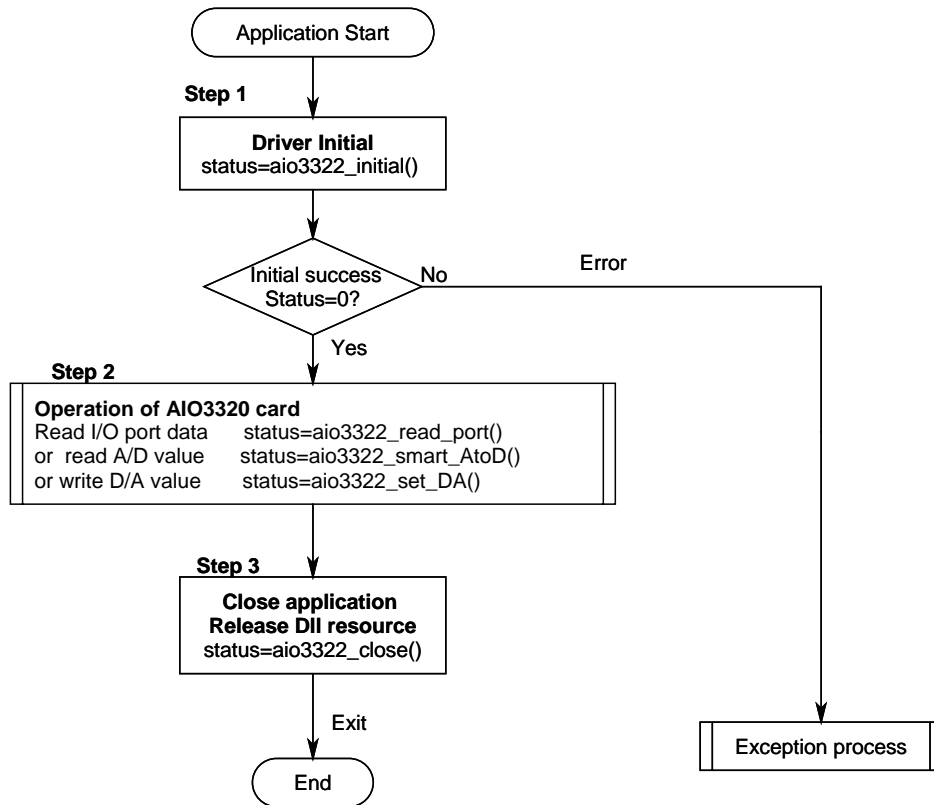 Application Start
Step 1
Driver Initial
status=aio3322_initial()
Initial success
Status=0?
No
Error
Yes
Step 2
Operation of AIO3320 card
Read I/O port data status=aio3322_read_port()
or read A/D value status=aio3322_smart_AtoD()
or write D/A value status=aio3322_set_DA()
Step 3
Close application
Release Dll resource
status=aio3322_close()
Exit
Exception process
End